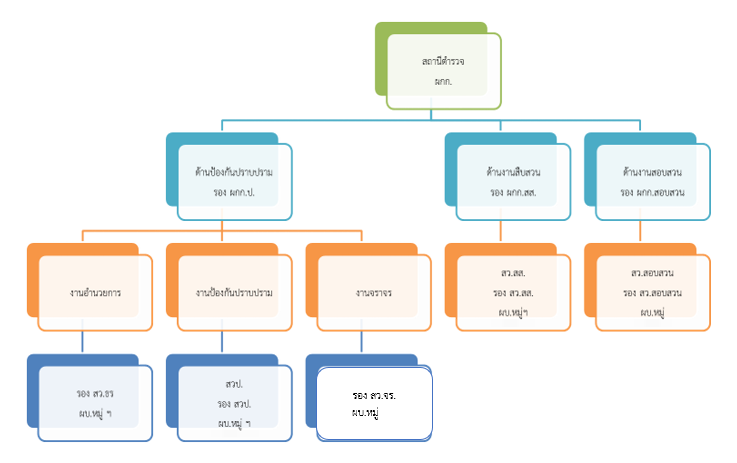 สถานีตำรวจ
ผกก.
ด้านป้องกันปราบปราม
รอง ผกก.ป.
ด้านงานสืบสวน
รอง ผกก.สส.
ด้านงานสอบสวน
รอง ผกก.สอบสวน
งานอำนวยการ
งานป้องกันปราบปราม
งานจราจร
สว.สส.
รอง สว.สส.
ผบ.หมู่ฯ
สว.สอบสวน
รอง สว.สอบสวน
ผบ.หมู่
รอง สว.ธร
ผบ.หมู่ ฯ
สวป.
รอง สวป.
ผบ.หมู่ ฯ
รอง สว.จร.
ผบ.หมู่